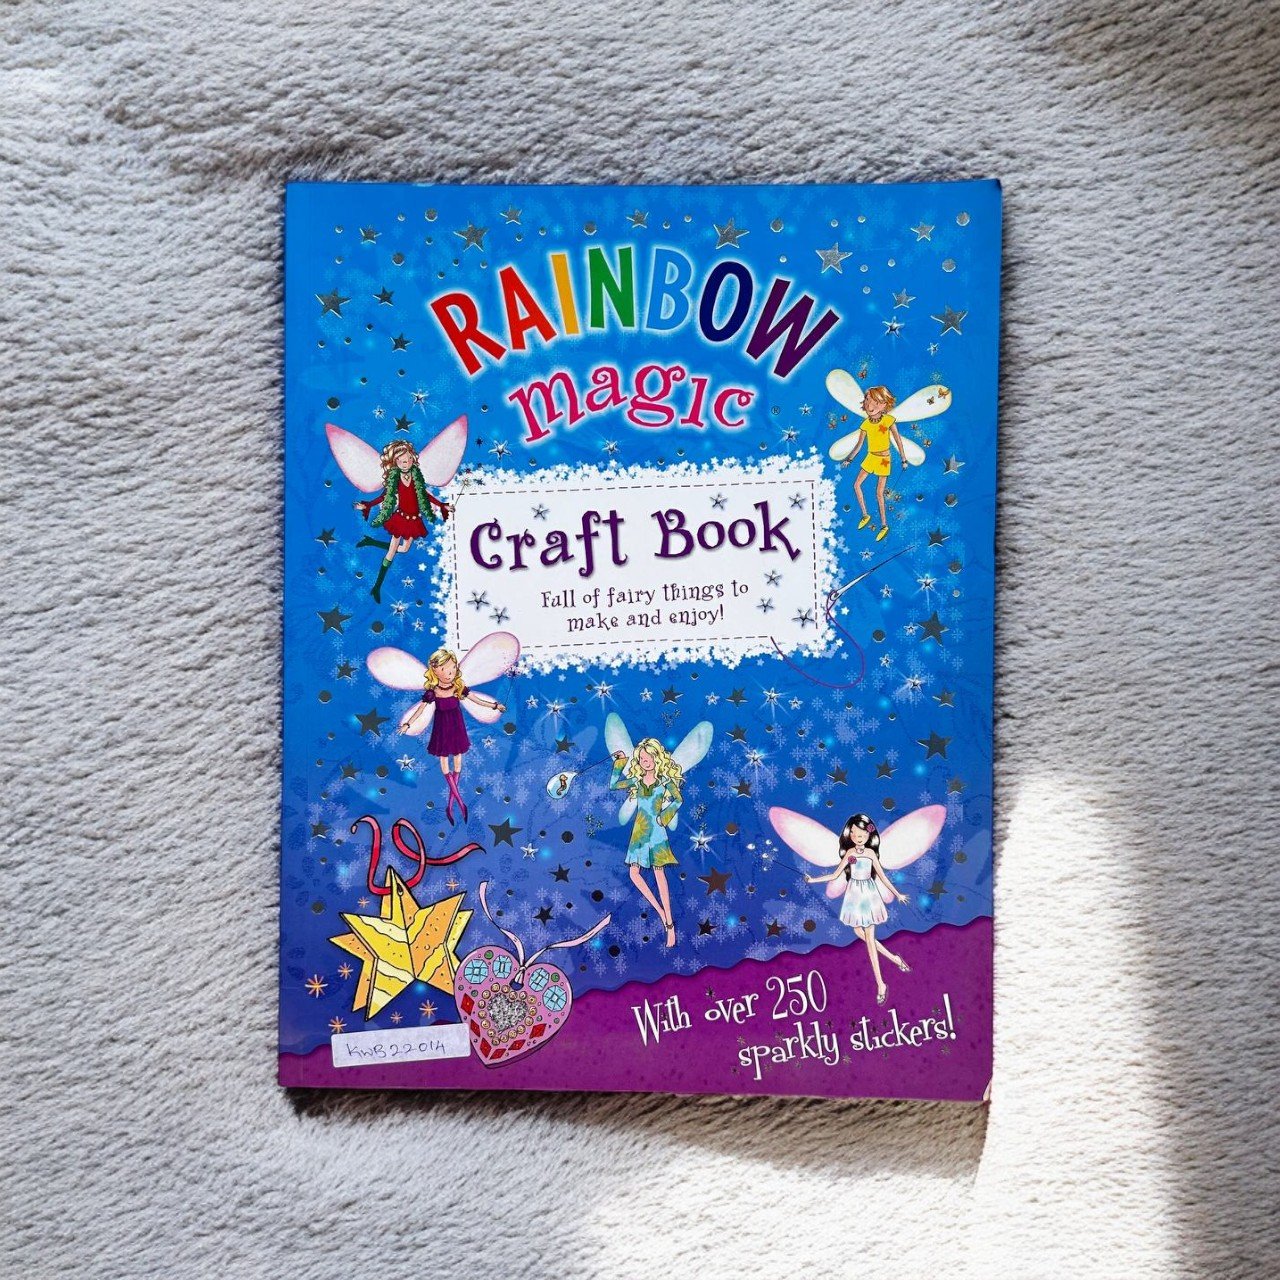 RAINBOW
magic®
Craft Book
Full of fairy things to
make and enjoy!
With over 250
sparkly stickers!
KWB22014